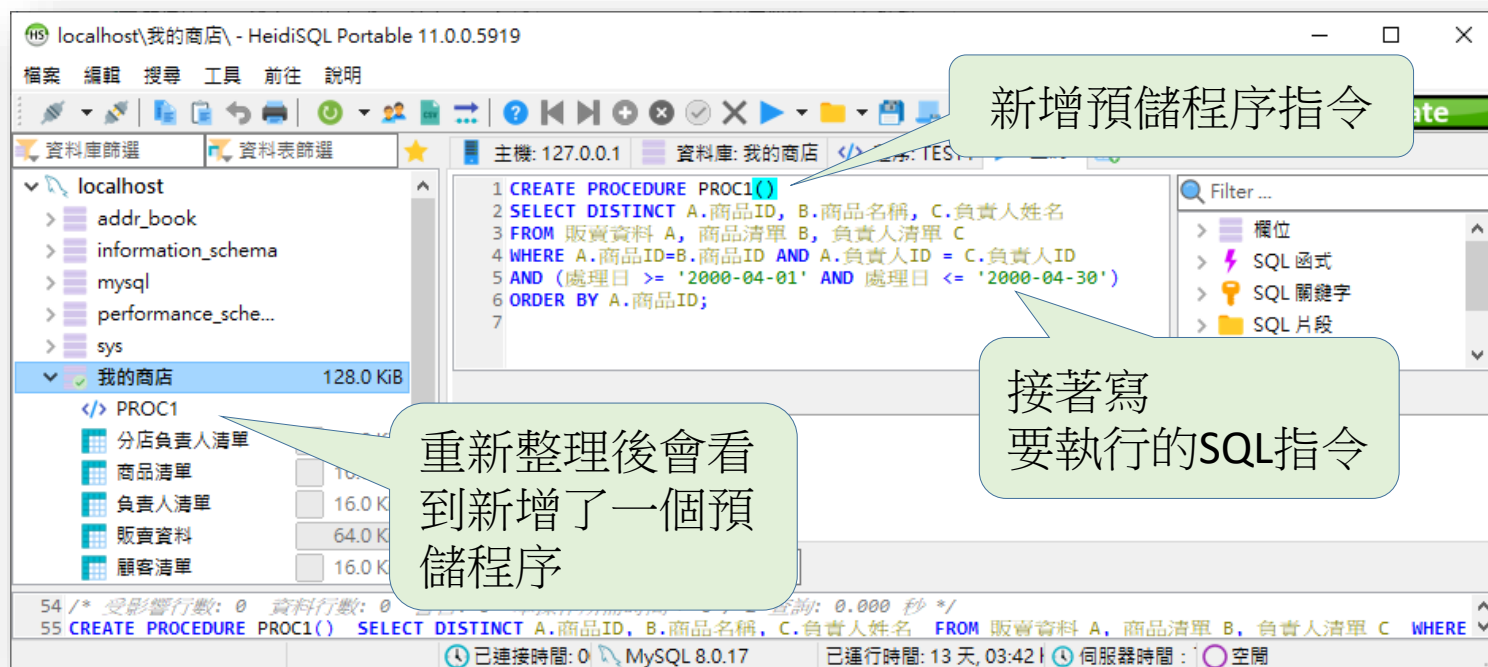 localhost\我的商店\ - HeidiSQL Portable 11.0.0.5919
檔案 編輯 搜尋 工具 前往 說明
新增預儲程序指令
資料庫篩選 資料表篩選
主機: 127.0.0.1 資料庫: 我的商店
localhost
addr_book
information_schema
mysql
performance_sche...
sys
我的商店 128.0 KiB
PROC1
分店負責人清單
商品清單
負責人清單 16.0 K
販賣資料 64.0 K
顧客清單 16.0 K
1 CREATE PROCEDURE PROC1()
2 SELECT DISTINCT A.商品ID, B.商品名稱, C.負責人姓名
3 FROM 販賣資料 A, 商品清單 B, 負責人清單 C
4 WHERE A.商品ID=B.商品ID AND A.負責人ID = C.負責人ID
5 AND (處理日 >= '2000-04-01' AND 處理日 <= '2000-04-30')
6 ORDER BY A.商品ID;
7
Filter ...
欄位
SQL 函式
SQL 關鍵字
SQL 片段
接著寫
要執行的SQL指令
重新整理後會看
到新增了一個預
儲程序
54 /* 受影響行數: 0 資料行數: 0 查詢: 0.000 秒 */
55 CREATE PROCEDURE PROC1() SELECT DISTINCT A.商品ID, B.商品名稱, C.負責人姓名 FROM 販賣資料 A, 商品清單 B, 負責人清單 C WHERE
已連接時間: 0 MySQL 8.0.17 已運行時間: 13 天, 03:42 伺服器時間 : 空閒